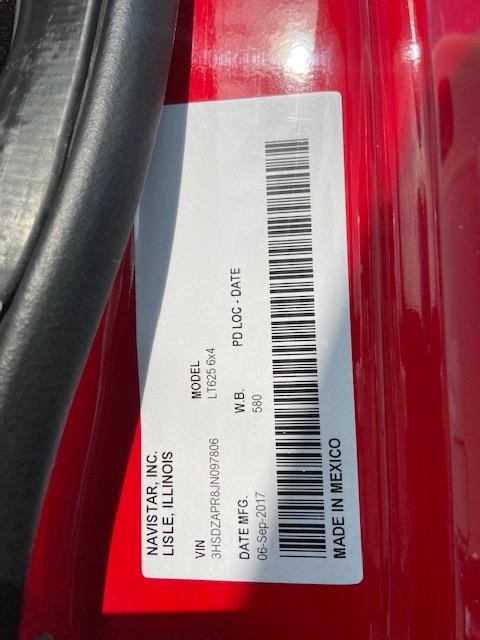 NAVISTAR, INC.
LISLE, ILLINOIS
VIN MODEL
3HSDZAPR8JN097806 LT625 6x4
DATE MFG. W.B. PD LOC - DATE
06-Sep-2017 580
MADE IN MEXICO